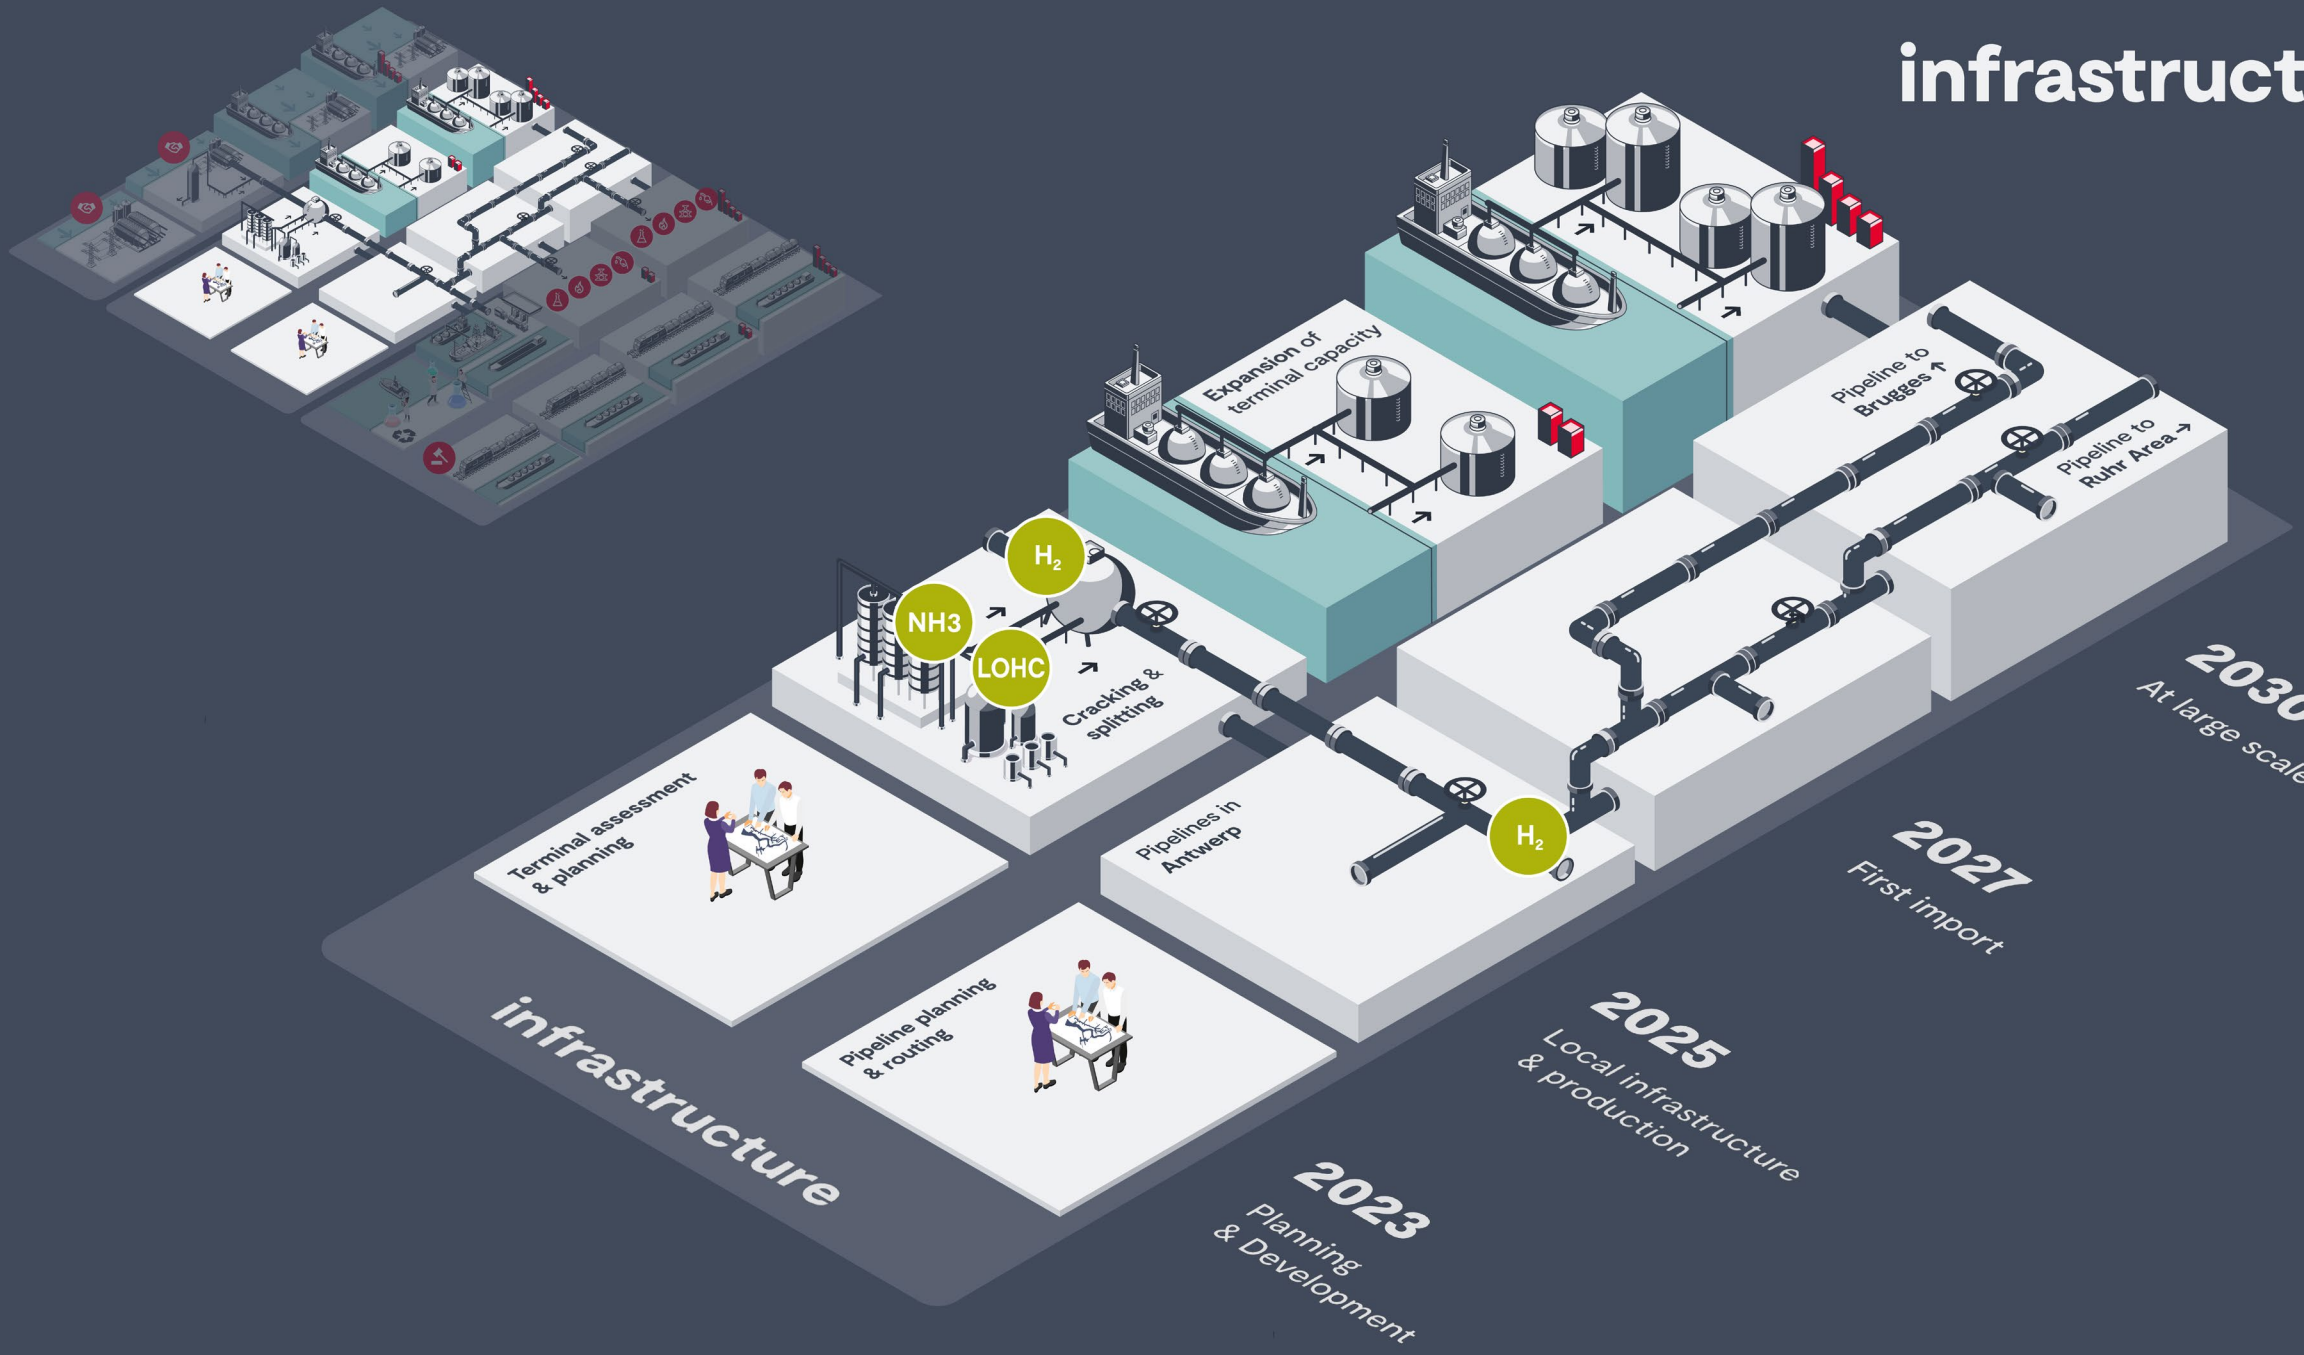 infrastruct
Expansion of
terminal capacity
Pipeline to
Brugges ↑
Pipeline to
Ruhr Area →
H₂
NH3
LOHC
Cracking &
splitting
Terminal assessment
& planning
Pipelines in
Antwerp
H₂
Pipeline planning
& routing
infrastructure
2030
At large scale
2027
First import
2025
Local infrastructure
& production
2023
Planning
& Development